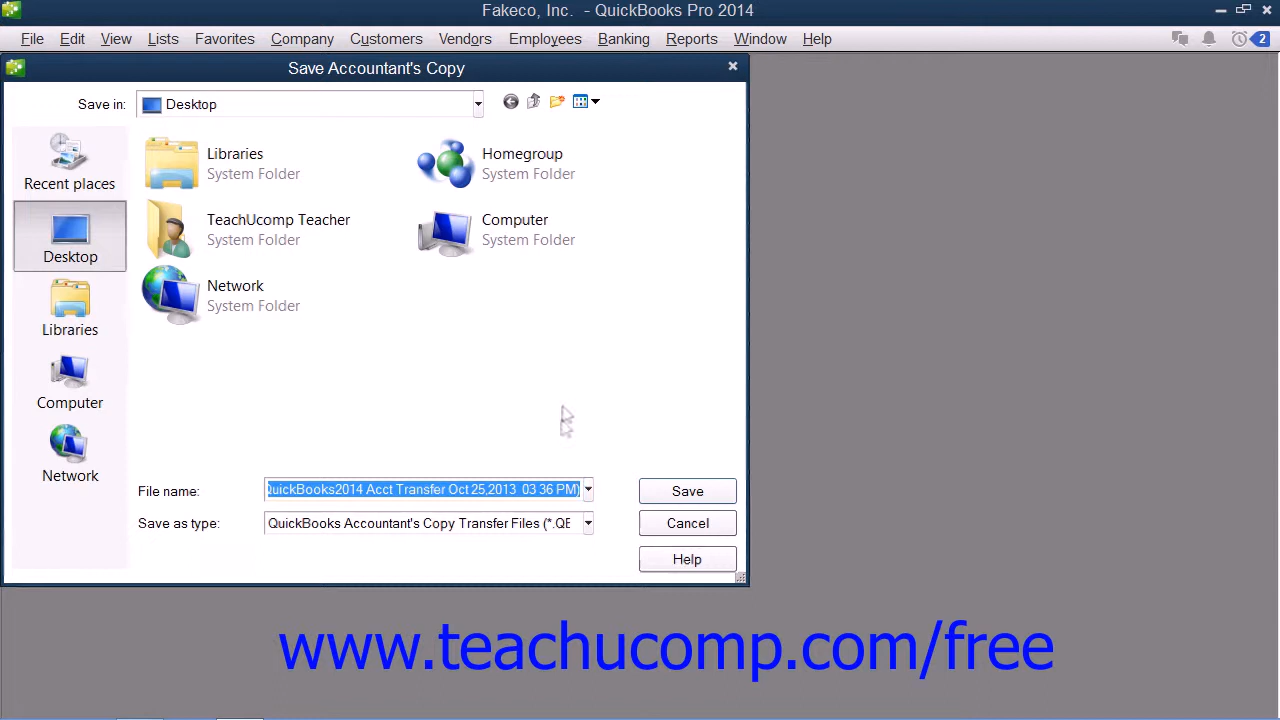 Fakeco, Inc. - QuickBooks Pro 2014
File Edit View Lists Favorites Company Customers Vendors Employees Banking Reports Window Help 2
Save Accountant's Copy
Save in: Desktop
Recent places
Desktop
Libraries
Computer
Network
Libraries
System Folder
Homegroup
System Folder
TeachUcomp Teacher
System Folder
Computer
System Folder
Network
System Folder
File name: QuickBooks2014 Acct Transfer Oct 25,2013 03 36 PM) Save
Save as type: QuickBooks Accountant's Copy Transfer Files (*.QB Cancel
Help
www.teachucomp.com/free